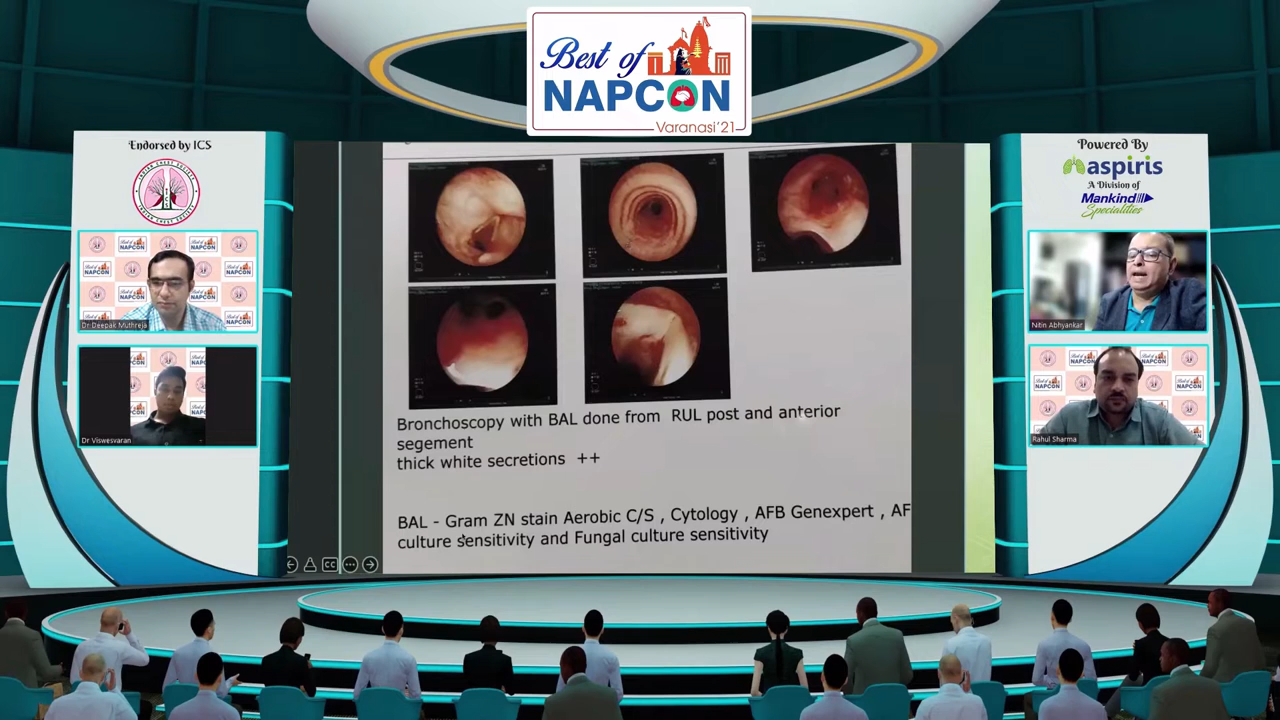 Best of
NAPCON
Varanasi'21
Endorsed by ICS
Powered By
aspiris
A Division of
Mankind
Specialities
Dr Deepak Muthreja
Dr Viswesvaran
Nitin Abhyankar
Rahul Sharma
Bronchoscopy with BAL done from RUL post and anterior
segement
thick white secretions ++
BAL - Gram ZN stain Aerobic C/S , Cytology , AFB Genexpert , AF
culture sensitivity and Fungal culture sensitivity
CC